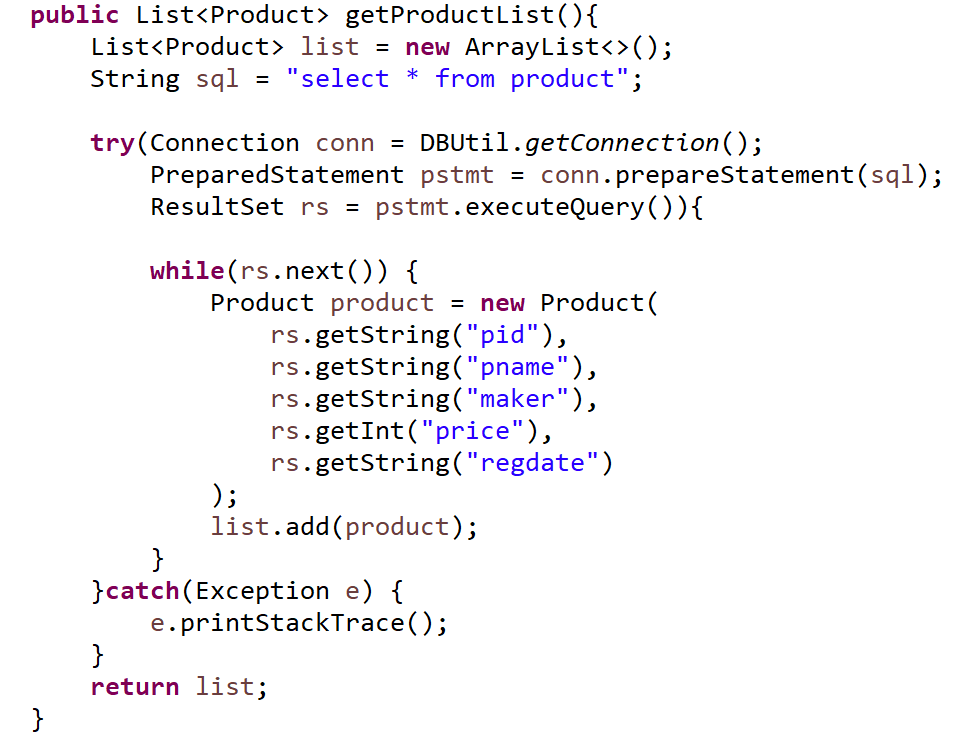 public List<Product> getProductList(){
    List<Product> list = new ArrayList<>();
    String sql = "select * from product";

    try(Connection conn = DBUtil.getConnection();
        PreparedStatement pstmt = conn.prepareStatement(sql);
        ResultSet rs = pstmt.executeQuery()){

        while(rs.next()) {
            Product product = new Product(
                rs.getString("pid"),
                rs.getString("pname"),
                rs.getString("maker"),
                rs.getInt("price"),
                rs.getString("regdate")
            );
            list.add(product);
        }
    }catch(Exception e) {
        e.printStackTrace();
    }
    return list;
}